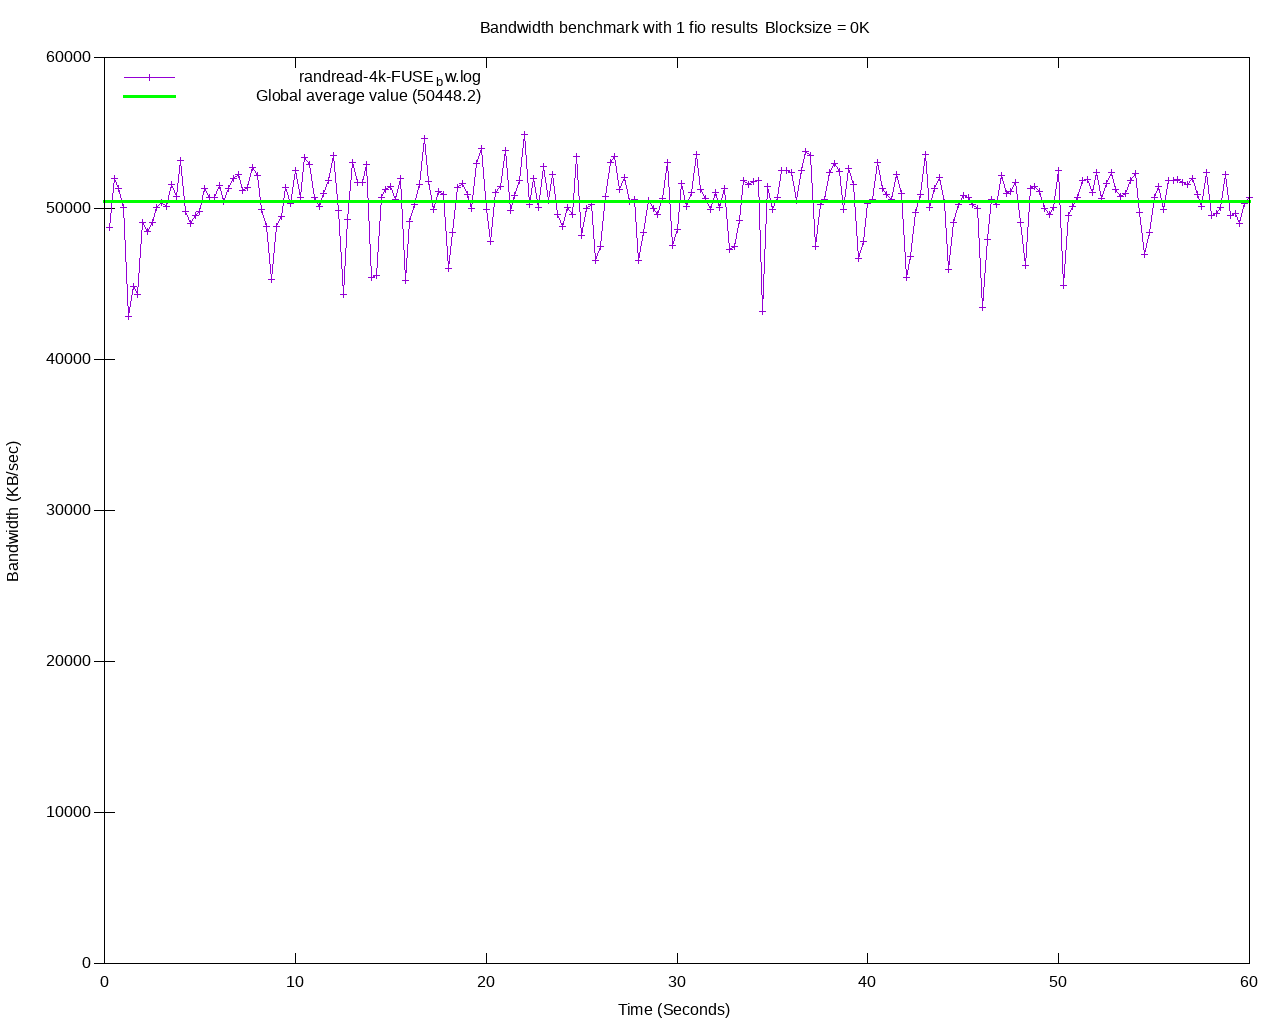 Bandwidth benchmark with 1 fio results Blocksize = 0K
60000
randread-4k-FUSE_bw.log
Global average value (50448.2)
50000
40000
30000
20000
10000
0
Bandwidth (KB/sec)
0 10 20 30 40 50 60
Time (Seconds)